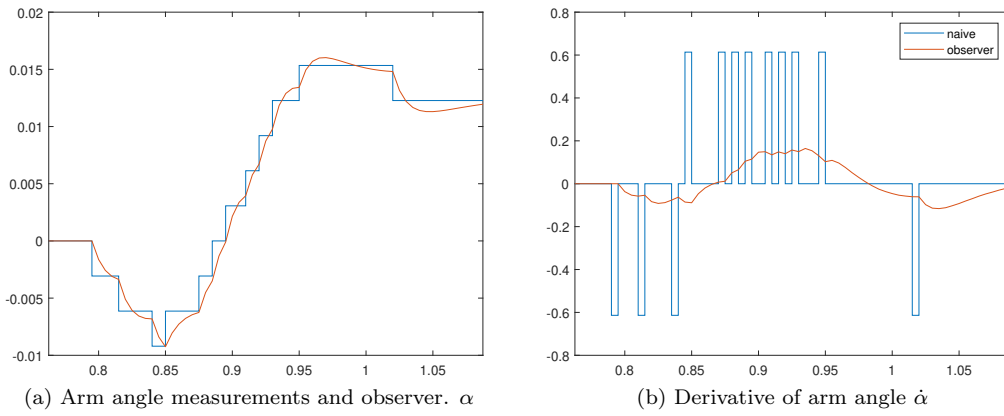 0.02
0.015
0.01
0.005
0
-0.005
-0.01
0.8 0.85 0.9 0.95 1 1.05
(a) Arm angle measurements and observer. α
0.8
0.6
0.4
0.2
0
-0.2
-0.4
-0.6
-0.8
0.8 0.85 0.9 0.95 1 1.05
naive
observer
(b) Derivative of arm angle α̇